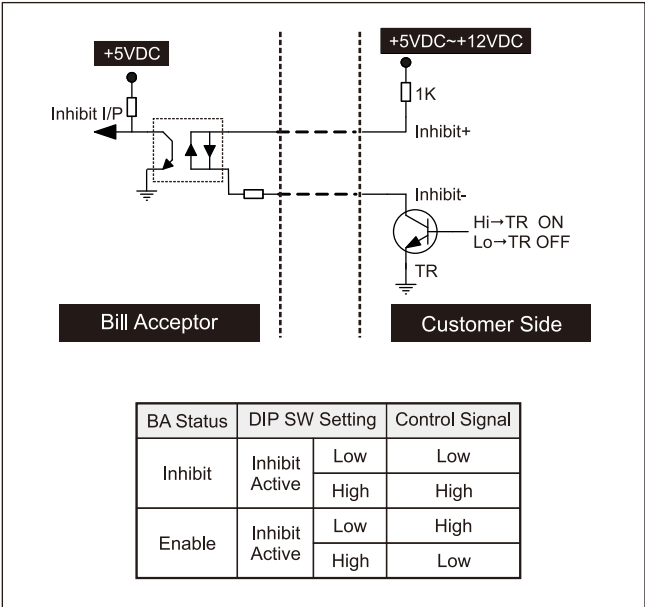 +5VDC
+5VDC~+12VDC
1K
Inhibit I/P
Inhibit+
Inhibit-
Hi→TR ON
Lo→TR OFF
TR
Bill Acceptor
Customer Side
BA Status DIP SW Setting Control Signal
Inhibit Inhibit Active Low Low
High High
Enable Inhibit Active Low High
High Low